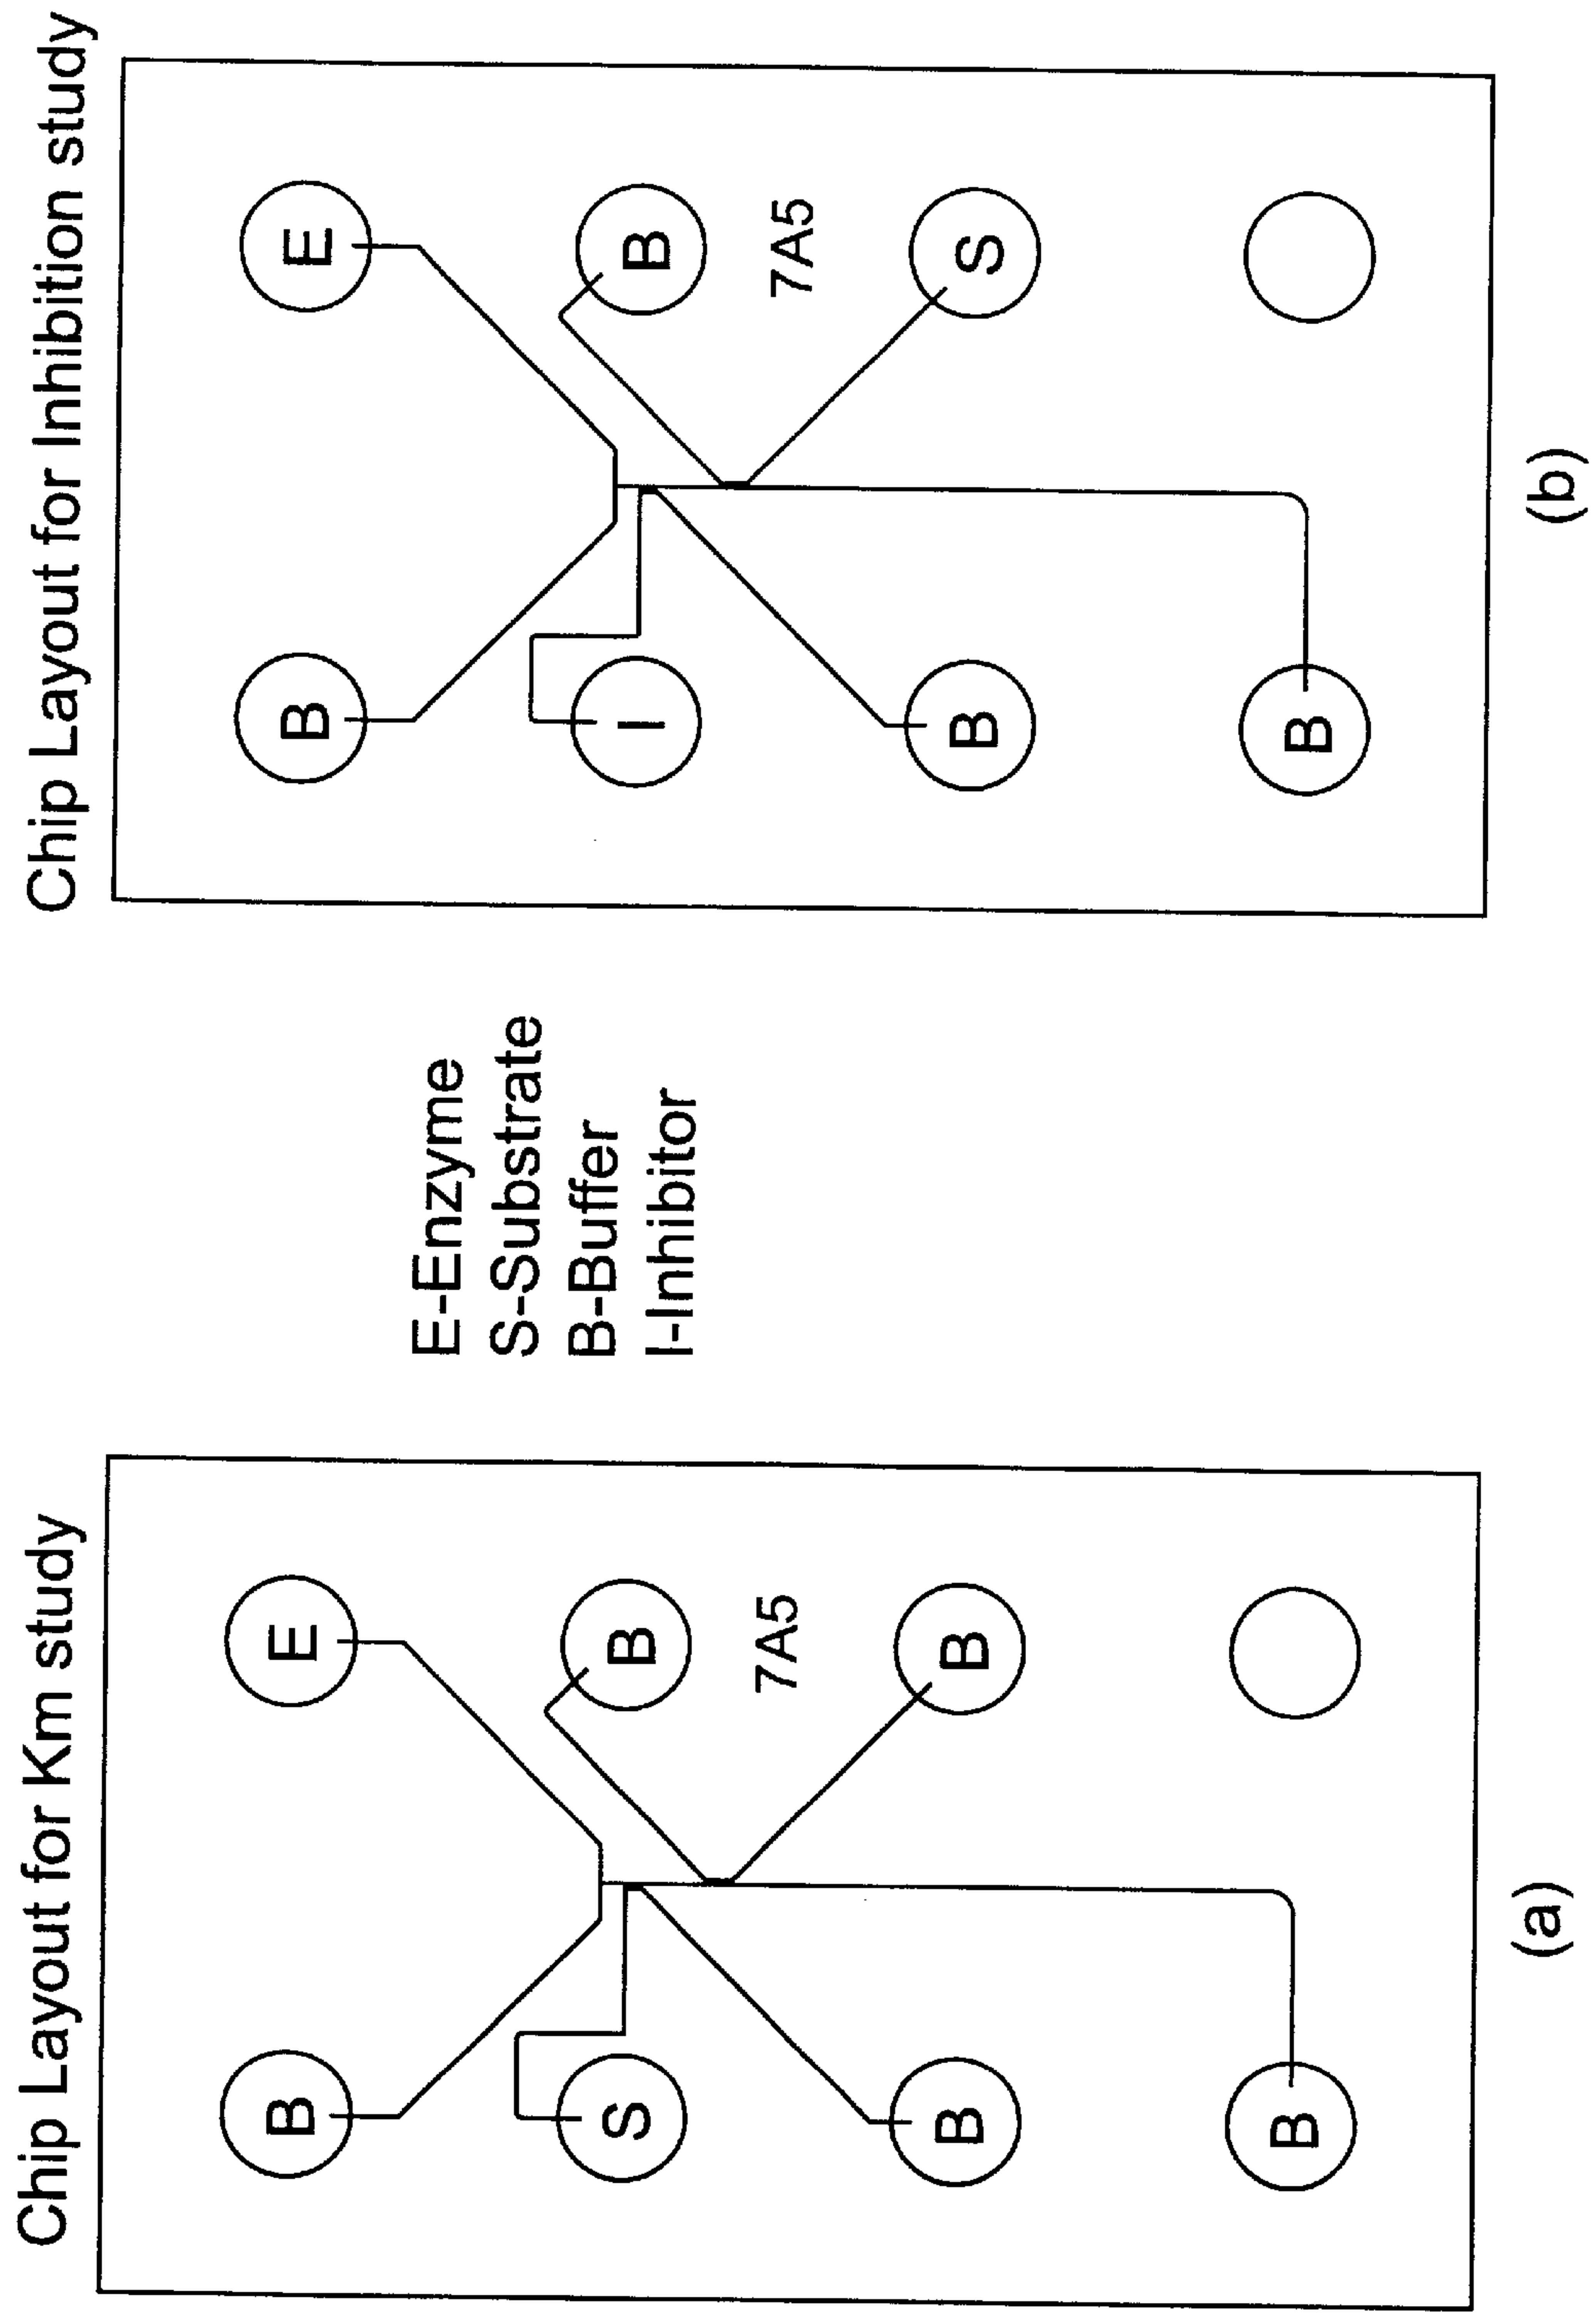 Chip Layout for Km study
B E
S B
7A5
B B
B
(a)
E-Enzyme
S-Substrate
B-Buffer
I-Inhibitor
Chip Layout for Inhibition study
B E
I B
7A5
B S
B
(b)